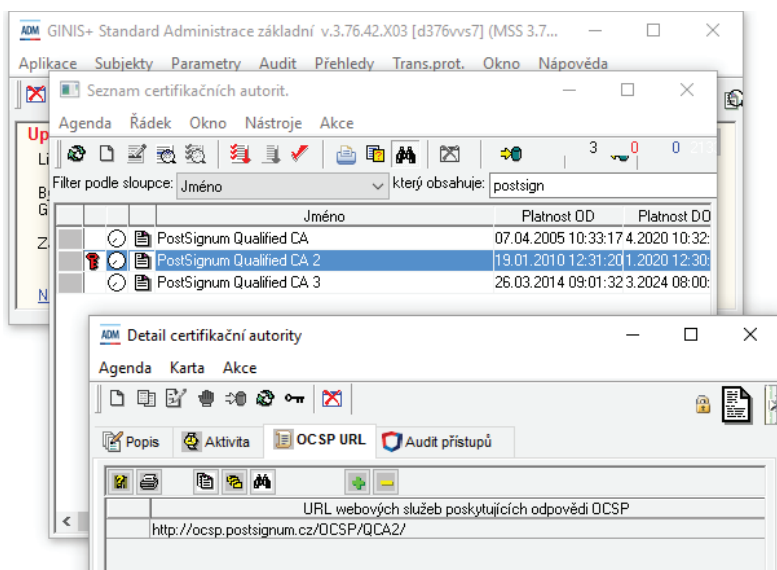 ADM GINIS+ Standard Administrace základní v.3.76.42.X03 [d376vvs7] (MSS 3.7...
Aplikace Subjekty Parametry Audit Přehledy Trans.prot. Okno Nápověda
Seznam certifikačních autorit.
Agenda Řádek Okno Nástroje Akce
Up
3 0 0 213
Li
Filter podle sloupce: Jméno který obsahuje: postsign
B
G
Jméno Platnost OD Platnost DO
Z
PostSignum Qualified CA 07.04.2005 10:33:17 4.2020 10:32:
PostSignum Qualified CA 2 19.01.2010 12:31:20 1.2020 12:30:
PostSignum Qualified CA 3 26.03.2014 09:01:32 3.2024 08:00:
N
ADM Detail certifikační autority
Agenda Karta Akce
Popis Aktivita OCSP URL Audit přístupů
URL webových služeb poskytujících odpovědi OCSP
http://ocsp.postsignum.cz/OCSP/QCA2/